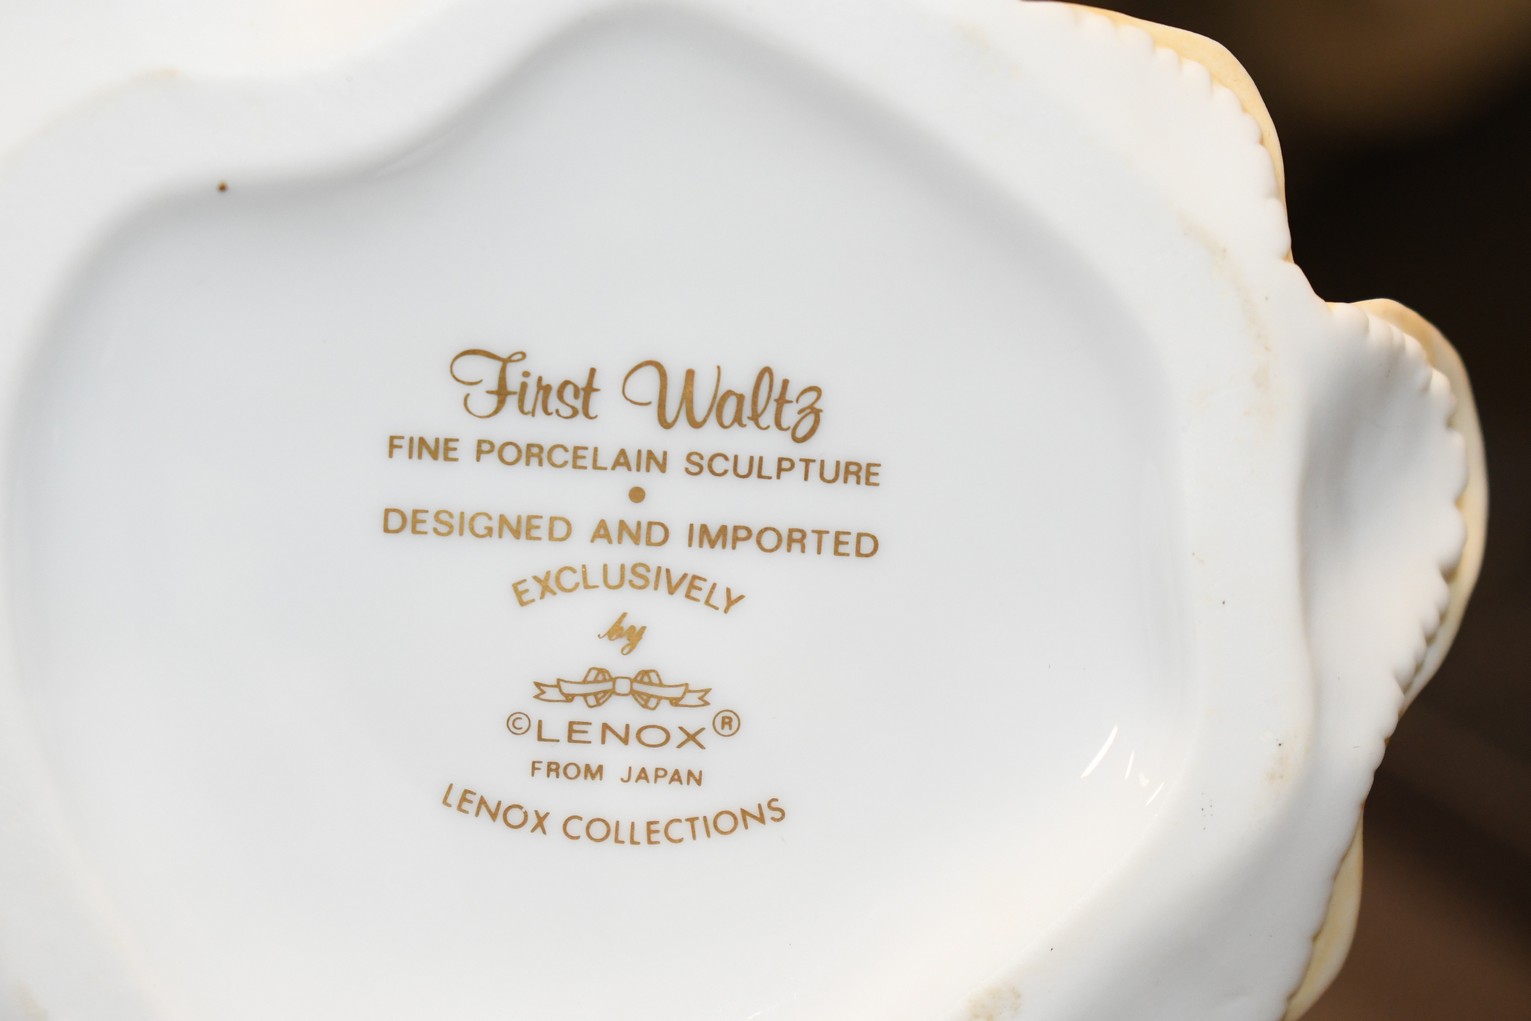 First Waltz
FINE PORCELAIN SCULPTURE
•
DESIGNED AND IMPORTED
EXCLUSIVELY
by
©LENOX®
FROM JAPAN
LENOX COLLECTIONS